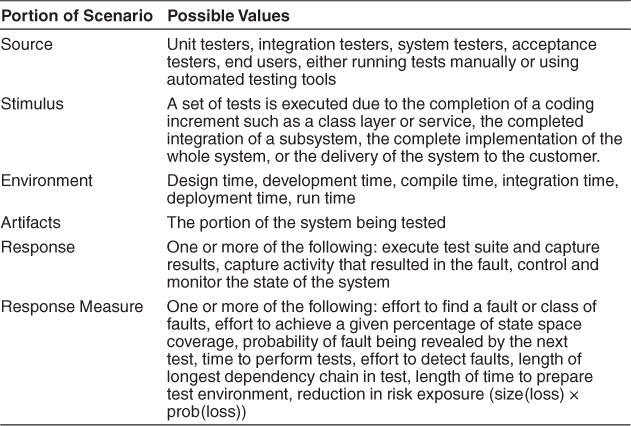 Portion of Scenario Possible Values
Source Unit testers, integration testers, system testers, acceptance
testers, end users, either running tests manually or using
automated testing tools
Stimulus A set of tests is executed due to the completion of a coding
increment such as a class layer or service, the completed
integration of a subsystem, the complete implementation of the
whole system, or the delivery of the system to the customer.
Environment Design time, development time, compile time, integration time,
deployment time, run time
Artifacts The portion of the system being tested
Response One or more of the following: execute test suite and capture
results, capture activity that resulted in the fault, control and
monitor the state of the system
Response Measure One or more of the following: effort to find a fault or class of
faults, effort to achieve a given percentage of state space
coverage, probability of fault being revealed by the next
test, time to perform tests, effort to detect faults, length of
longest dependency chain in test, length of time to prepare
test environment, reduction in risk exposure (size(loss) ×
prob(loss))